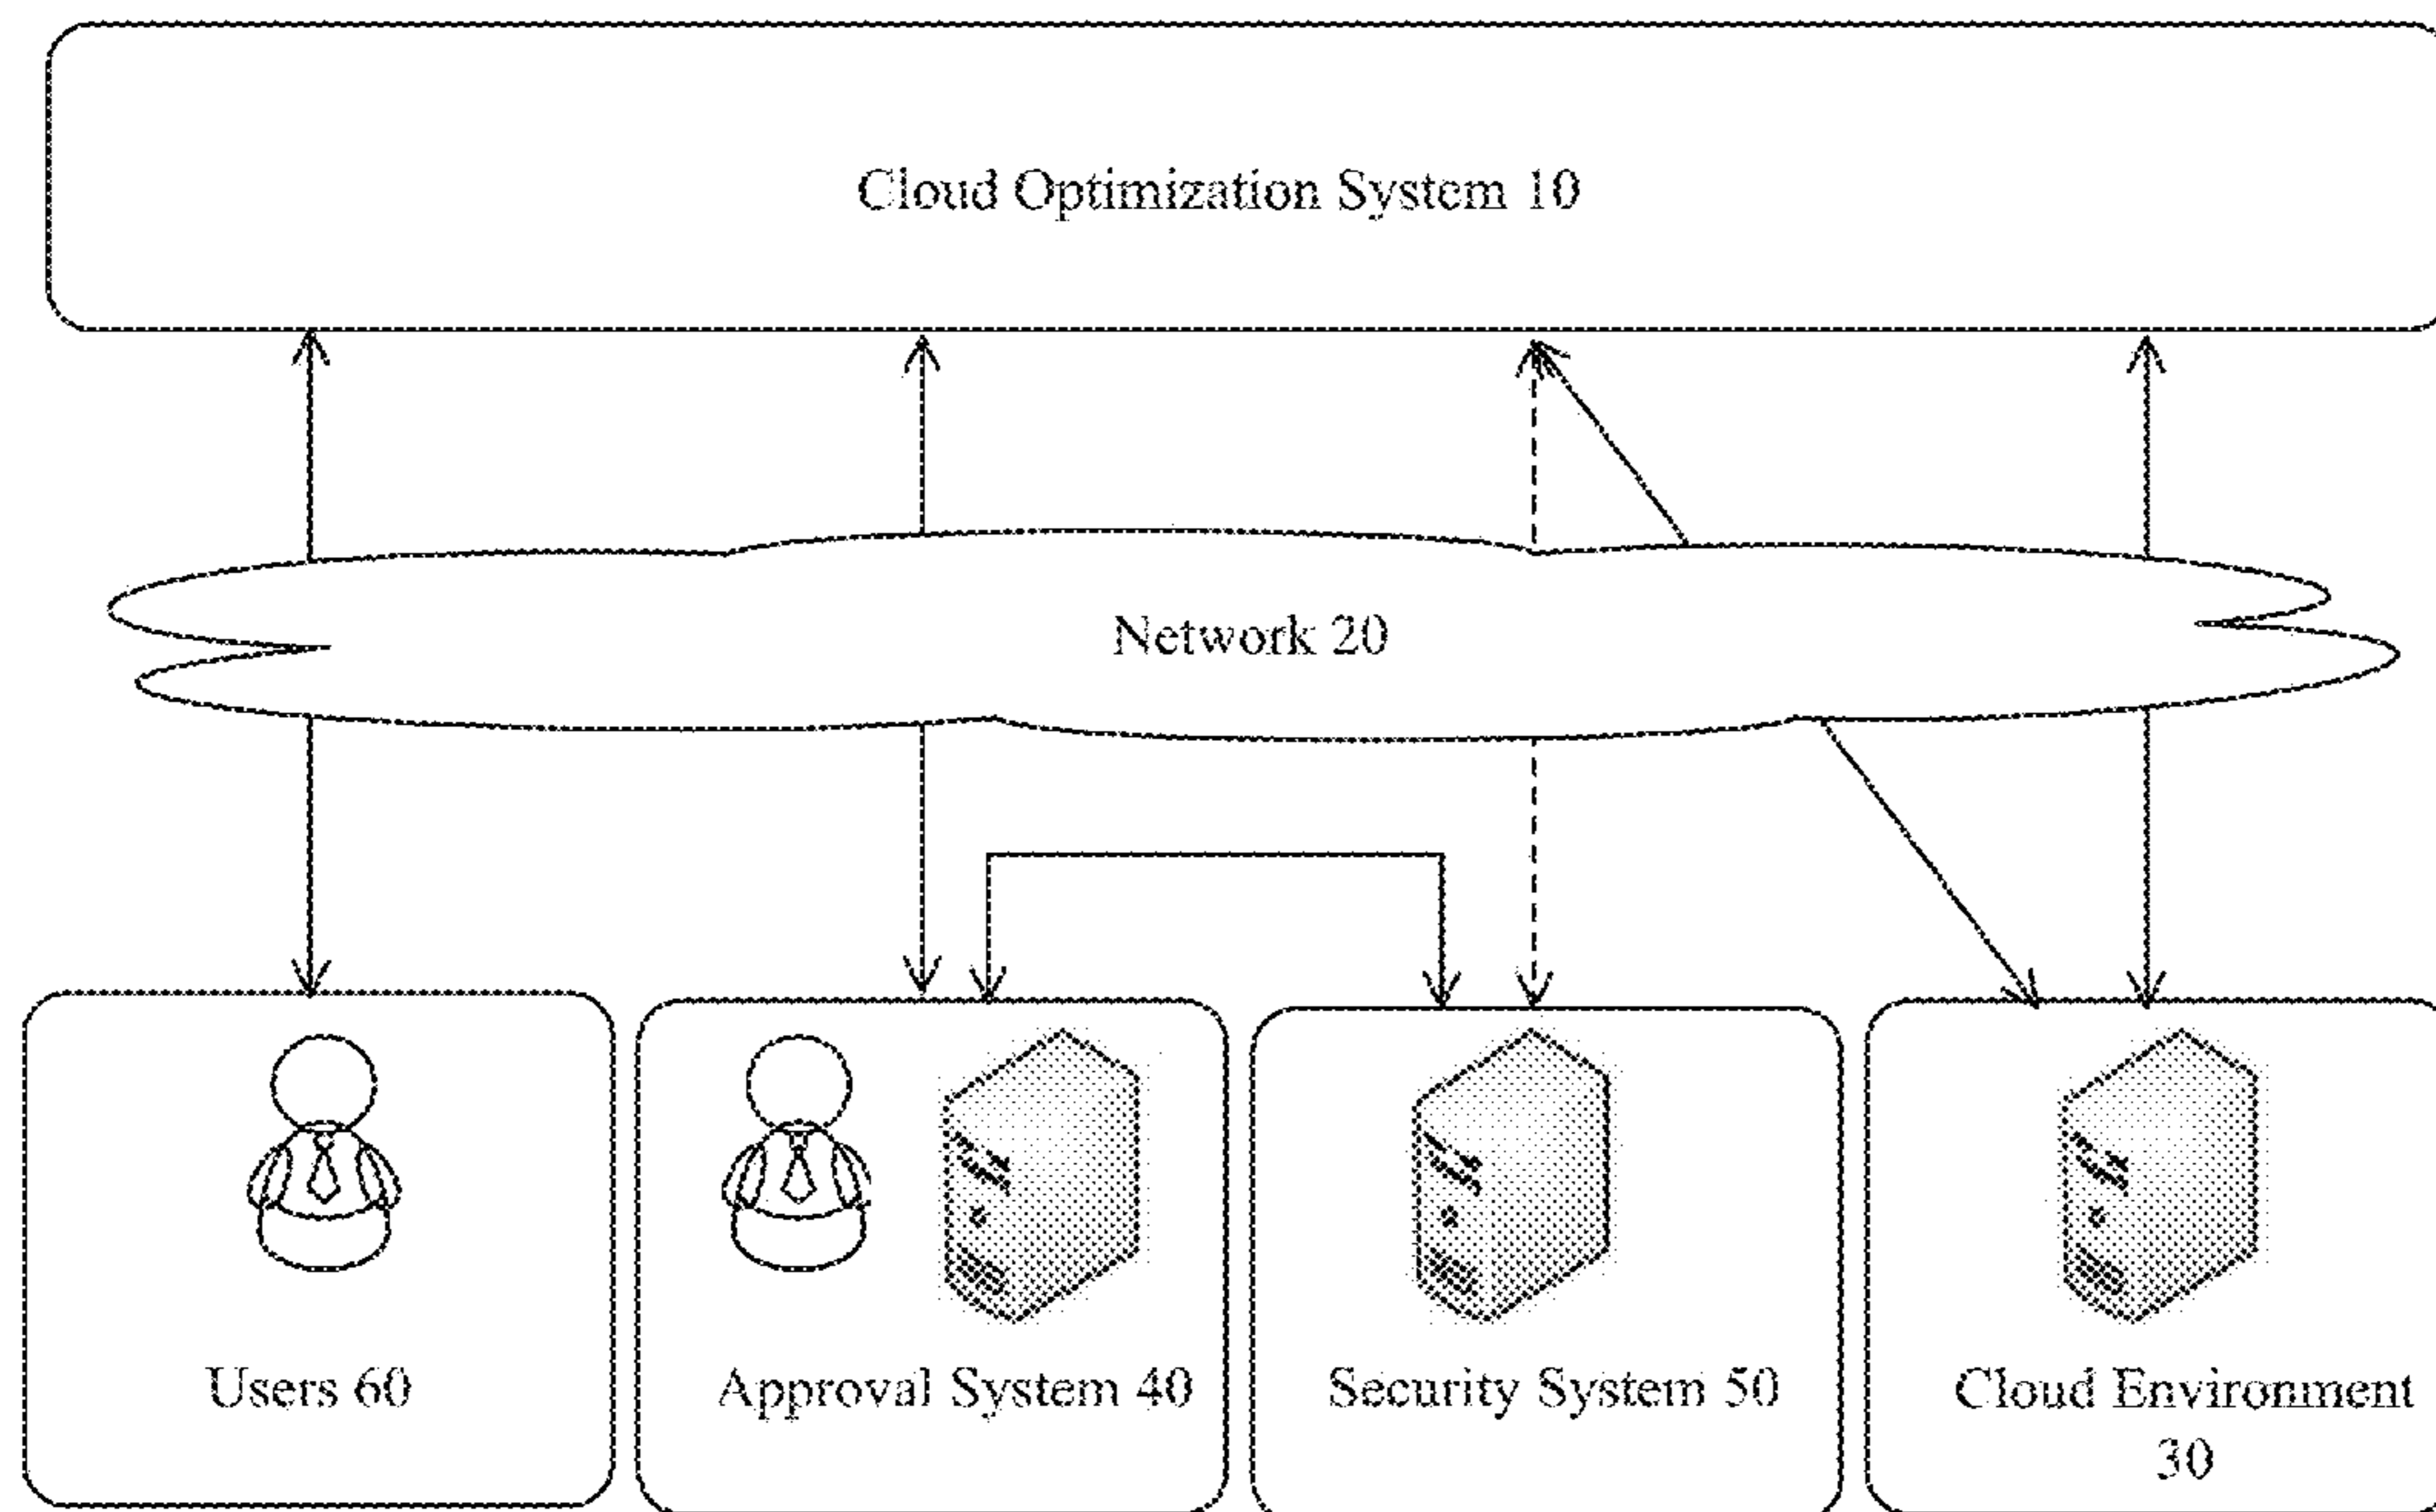 Cloud Optimization System 10
Network 20
Users 60
Approval System 40
Security System 50
Cloud Environment
30